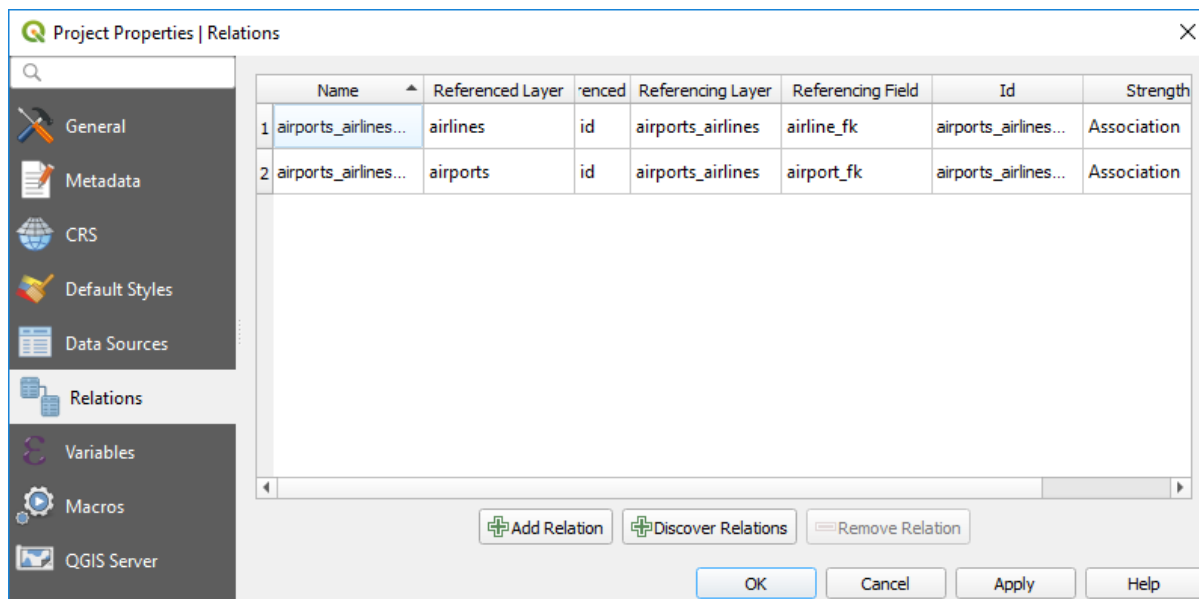 Project Properties | Relations
General
Metadata
CRS
Default Styles
Data Sources
Relations
Variables
Macros
QGIS Server
Name Referenced Layer renced Referencing Layer Referencing Field Id Strength
1 airports_airlines... airlines id airports_airlines airline_fk airports_airlines... Association
2 airports_airlines... airports id airports_airlines airport_fk airports_airlines... Association
Add Relation Discover Relations Remove Relation
OK Cancel Apply Help